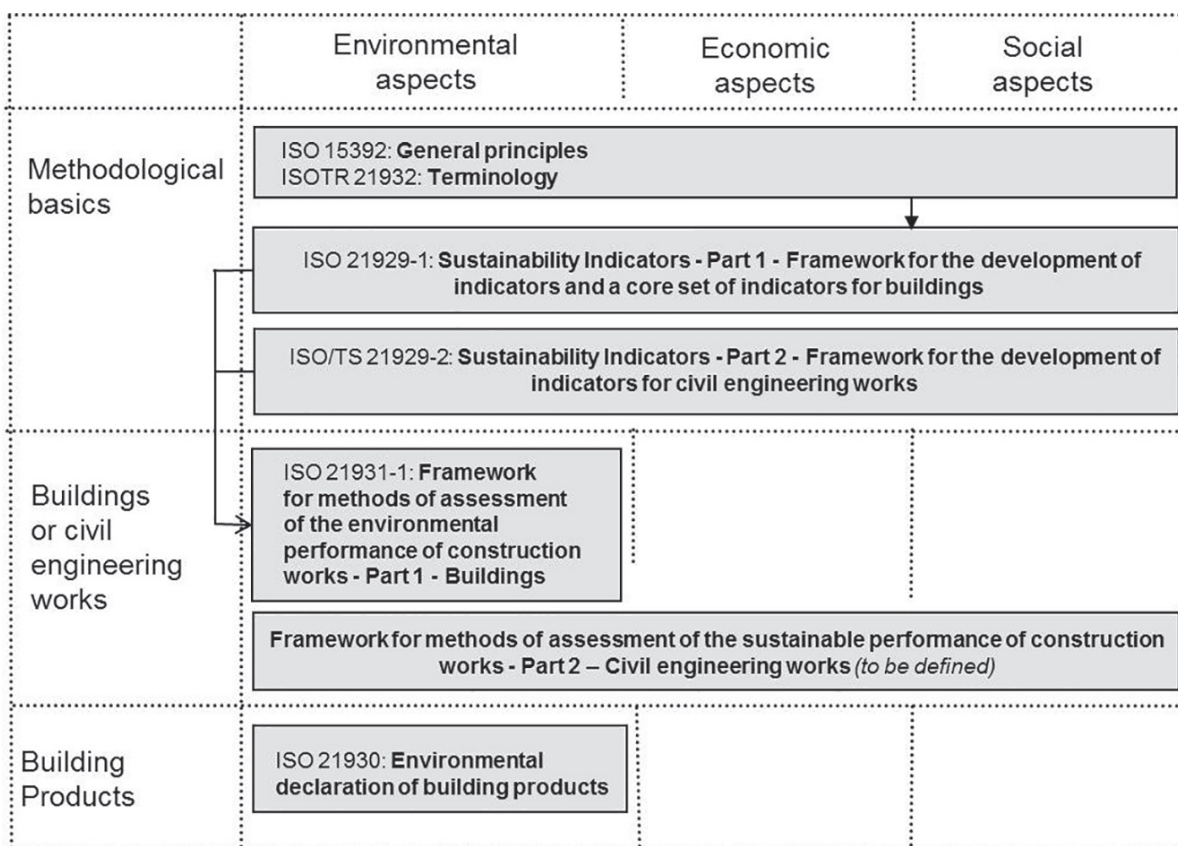 Environmental
aspects
Economic
aspects
Social
aspects
Methodological
basics
ISO 15392: General principles
ISOTR 21932: Terminology
ISO 21929-1: Sustainability Indicators - Part 1 - Framework for the development of
indicators and a core set of indicators for buildings
ISO/TS 21929-2: Sustainability Indicators - Part 2 - Framework for the development of
indicators for civil engineering works
Buildings
or civil
engineering
works
ISO 21931-1: Framework
for methods of assessment
of the environmental
performance of construction
works - Part 1 - Buildings
Framework for methods of assessment of the sustainable performance of construction
works - Part 2 – Civil engineering works (to be defined)
Building
Products
ISO 21930: Environmental
declaration of building products